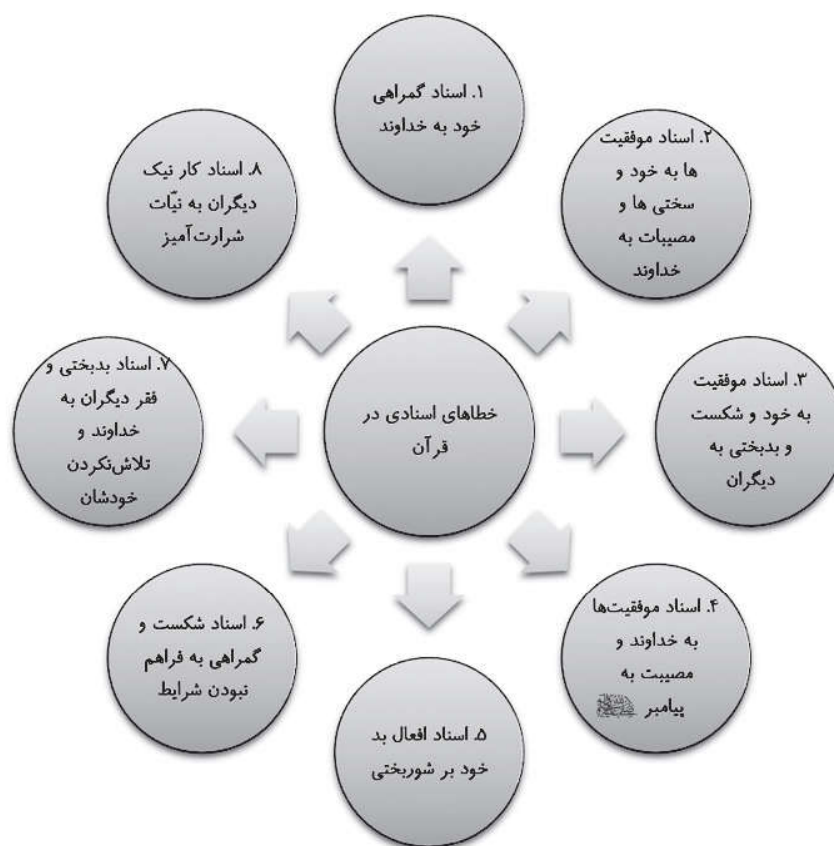 خطاهای اسنادی در
قرآن
۱. اسناد گمراهی
خود به خداوند
۲. اسناد موفقیت
ها به خود و
سختی ها و
مصیبات به
خداوند
۳. اسناد موفقیت
به خود و شکست
و بدبختی به
دیگران
۴. اسناد موفقیت‌ها
به خداوند و
مصیبت به
پیامبر
۵. اسناد افعال بد
خود بر شوربختی
۶. اسناد شکست و
گمراهی به فراهم
نبودن شرایط
۷. اسناد بدبختی و
فقر دیگران به
خداوند و
تلاش‌نکردن
خودشان
۸. اسناد کار نیک
دیگران به نیّات
شرارت‌آمیز